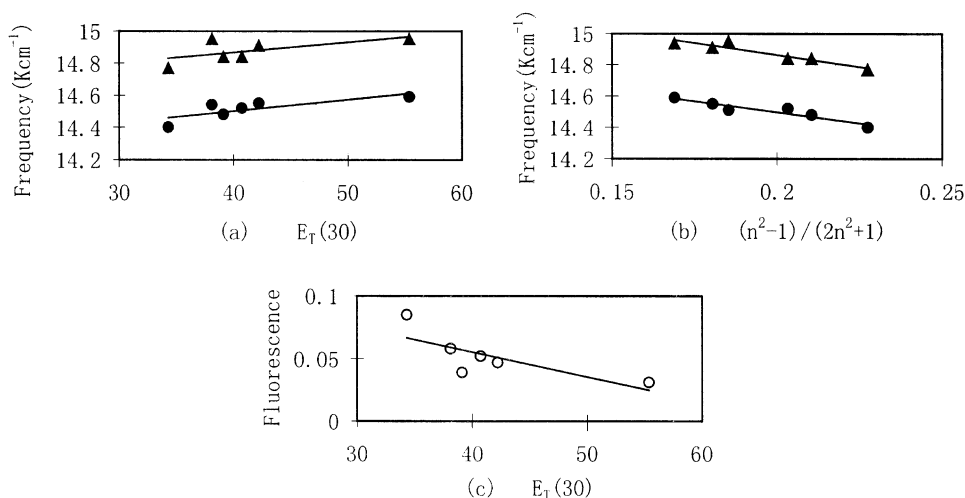 Frequency(Kcm⁻¹)
15
14.8
14.6
14.4
14.2
30 40 50 60
(a) E_T(30)
Frequency(Kcm⁻¹)
15
14.8
14.6
14.4
14.2
0.15 0.2 0.25
(b) (n²-1)/(2n²+1)
Fluorescence
0.1
0.05
0
30 40 50 60
(c) E_T(30)